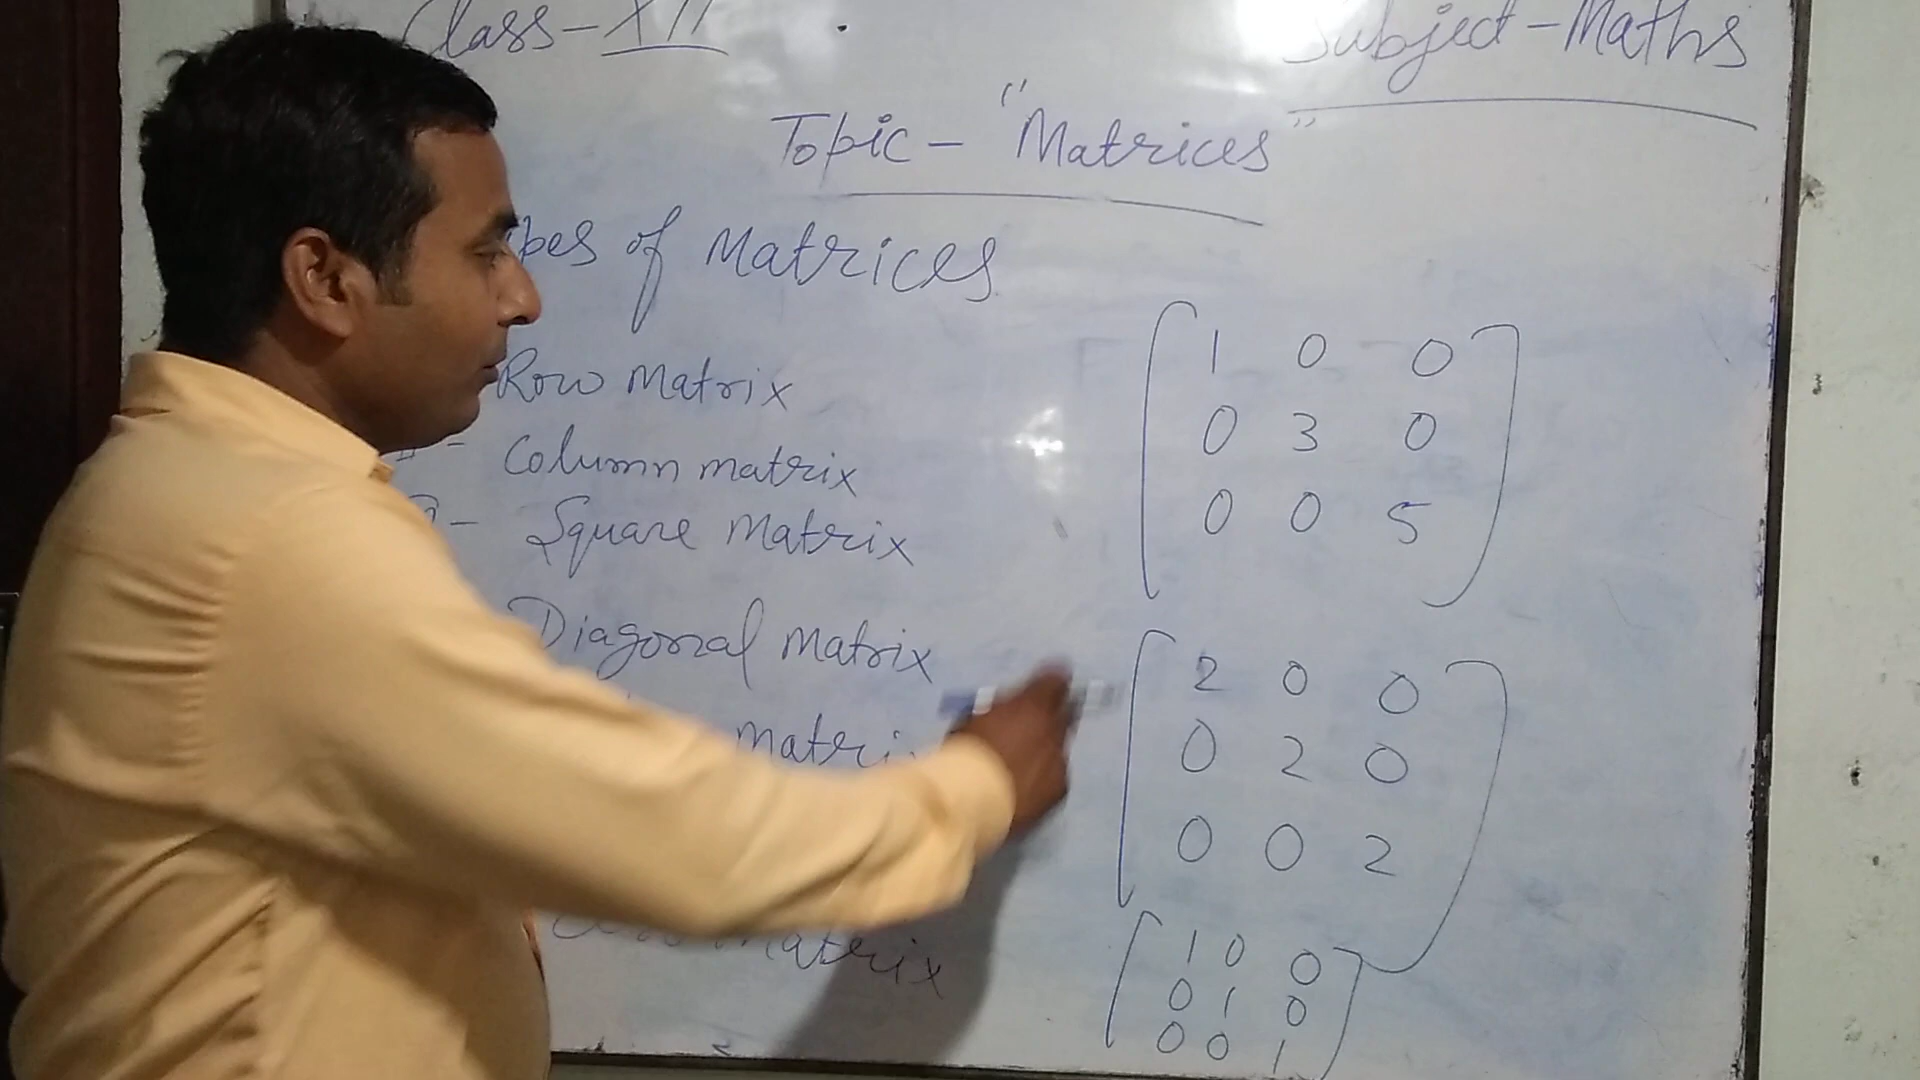 Class-XII
Subject-Maths
Topic- "Matrices"
of Matrices
Row Matrix
Column matrix
Square Matrix
Diagonal Matrix
matrix
1 0 0
0 3 0
0 0 5
2 0 0
0 2 0
0 0 2
1 0 0
0 1 0
0 0 1